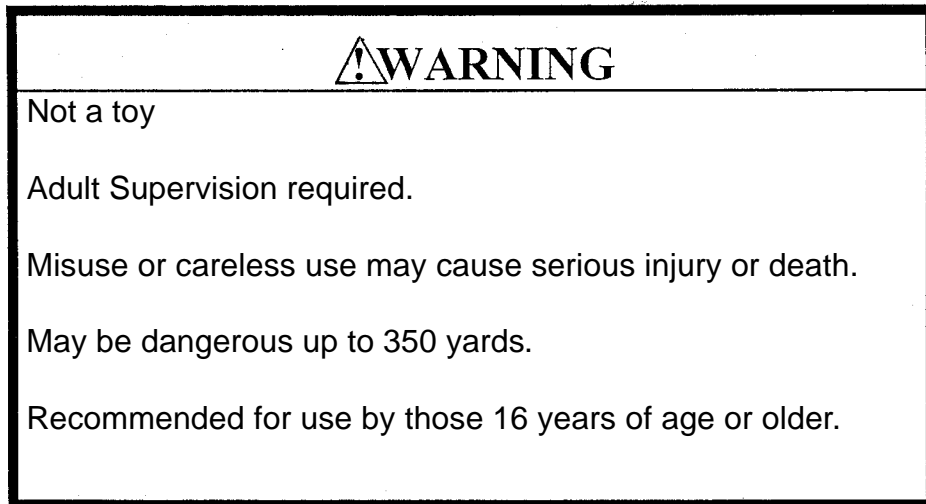 WARNING
Not a toy
Adult Supervision required.
Misuse or careless use may cause serious injury or death.
May be dangerous up to 350 yards.
Recommended for use by those 16 years of age or older.